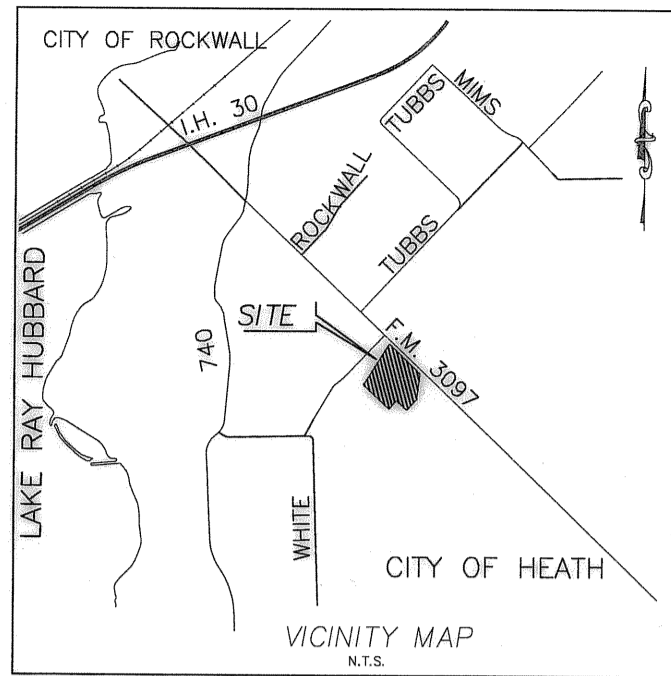 CITY OF ROCKWALL
I.H. 30
TUBBS
MIMS
ROCKWALL
TUBBS
SITE
740
F.M. 3097
LAKE RAY HUBBARD
WHITE
CITY OF HEATH
VICINITY MAP
N.T.S.